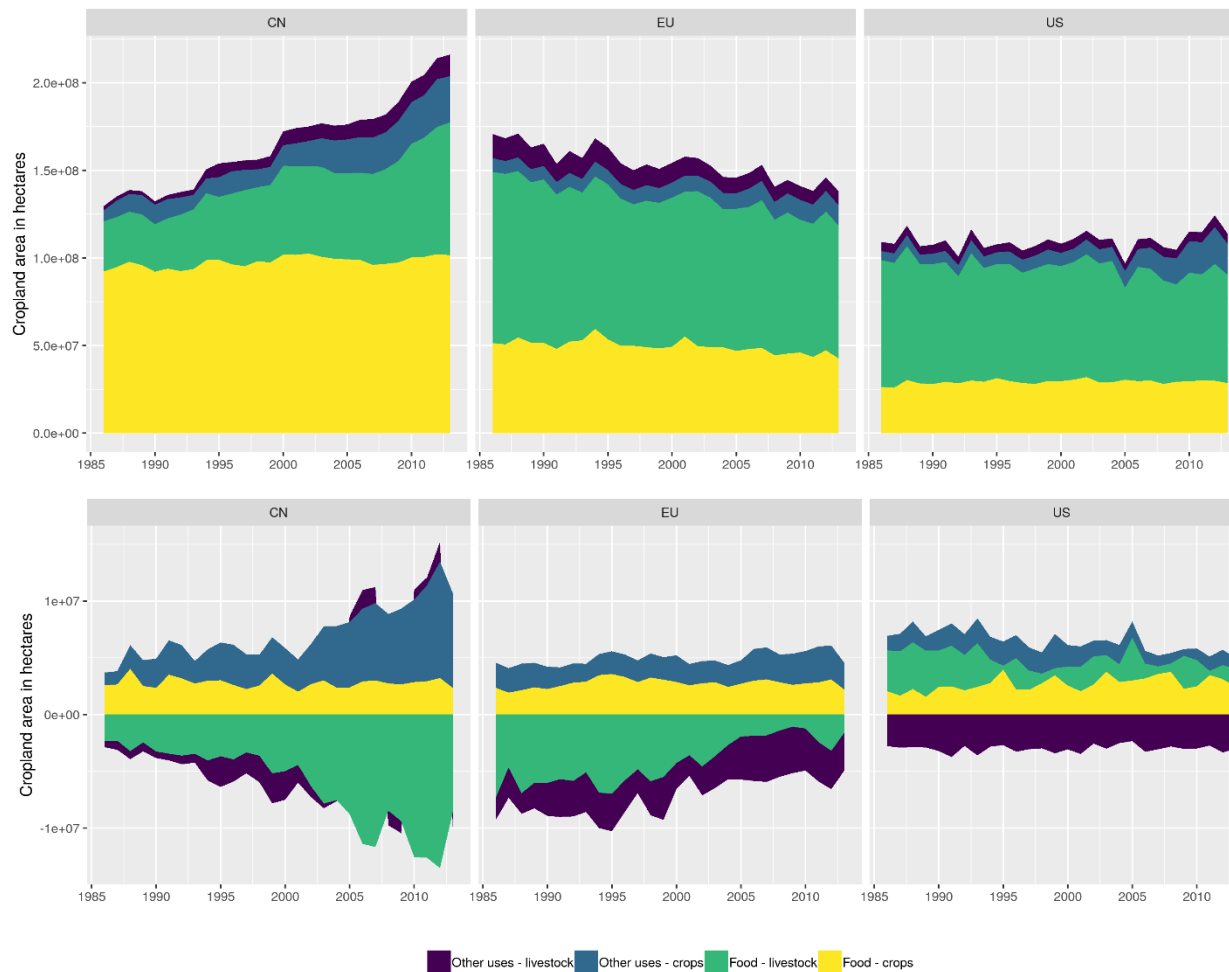 CN EU US
Cropland area in hectares
2.0e+08
1.5e+08
1.0e+08
5.0e+07
0.0e+00
1985 1990 1995 2000 2005 2010 1985 1990 1995 2000 2005 2010 1985 1990 1995 2000 2005 2010
CN EU US
Cropland area in hectares
1e+07
0e+00
-1e+07
1985 1990 1995 2000 2005 2010 1985 1990 1995 2000 2005 2010 1985 1990 1995 2000 2005 2010
Other uses - livestock Other uses - crops Food - livestock Food - crops